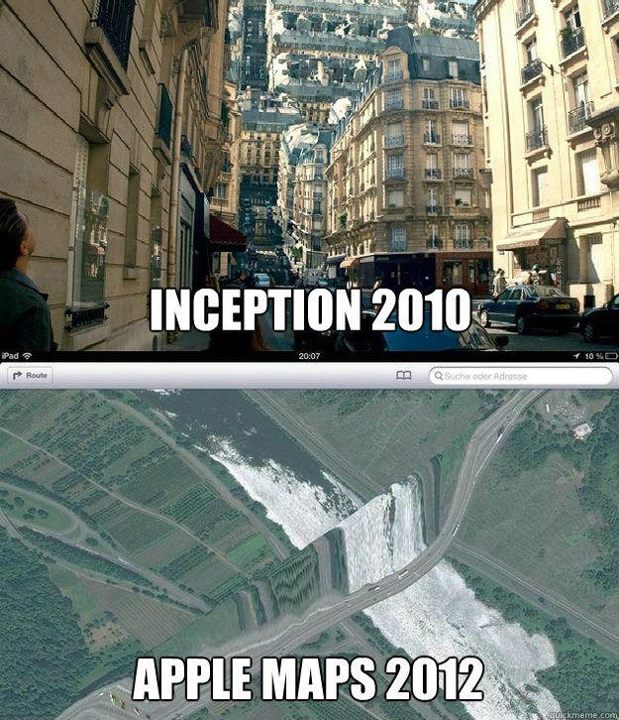 INCEPTION 2010
iPad 20:07 10 %
Route Suche oder Adresse
APPLE MAPS 2012
quickmeme.com